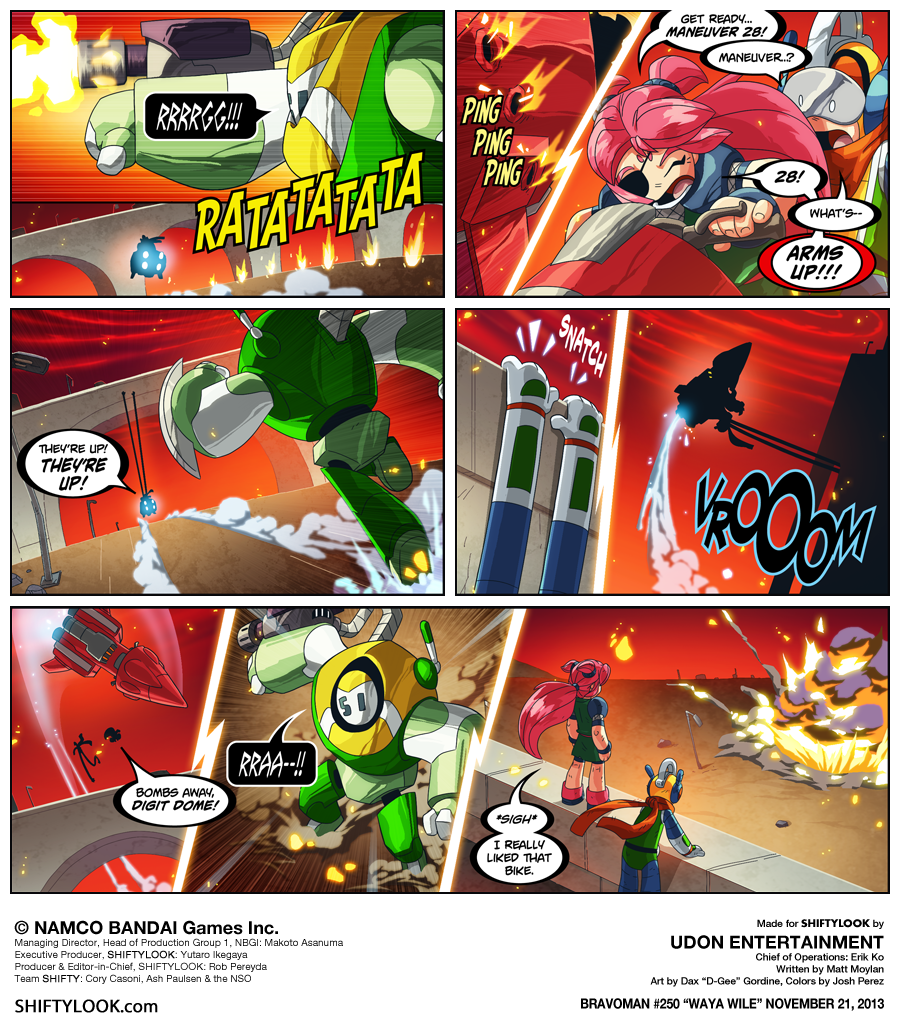 RRRRGG!!!
RATATATATATA
GET READY...
MANEUVER 28!
MANEUVER..?
PING
PING
PING
28!
WHAT'S--
ARMS
UP!!!
THEY'RE UP!
THEY'RE
UP!
SNATCH
VROOOOM
BOMBS AWAY,
DIGIT DOME!
51
RRAA--!!
*SIGH*
I REALLY
LIKED THAT
BIKE.
© NAMCO BANDAI Games Inc.
Managing Director, Head of Production Group 1, NBGI: Makoto Asanuma
Executive Producer, SHIFTYLOOK: Yutaro Ikegaya
Producer & Editor-in-Chief, SHIFTYLOOK: Rob Pereyda
Team SHIFTY: Cory Casoni, Ash Paulsen & the NSO
SHIFTYLOOK.com
Made for SHIFTYLOOK by
UDON ENTERTAINMENT
Chief of Operations: Erik Ko
Written by Matt Moylan
Art by Dax "D-Gee" Gordine, Colors by Josh Perez
BRAVOMAN #250 "WAYA WILE" NOVEMBER 21, 2013